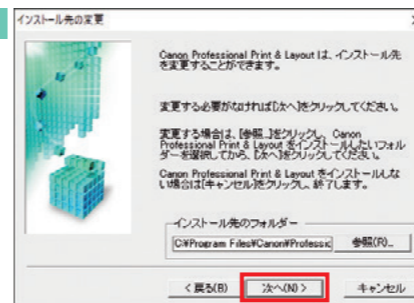 インストール先の変更
Canon Professional Print & Layout は、インストール先
を変更することができます。
変更する必要がなければ[次へ]をクリックしてください。
変更する場合は、[参照...]をクリックし、Canon
Professional Print & Layout をインストールしたいフォル
ダーを選択してから、[次へ]をクリックしてください。
Canon Professional Print & Layout をインストールしな
い場合は[キャンセル]をクリックし、終了します。
インストール先のフォルダー
C:¥Program Files¥Canon¥Professic 参照(R)...
< 戻る(B) 次へ(N) > キャンセル